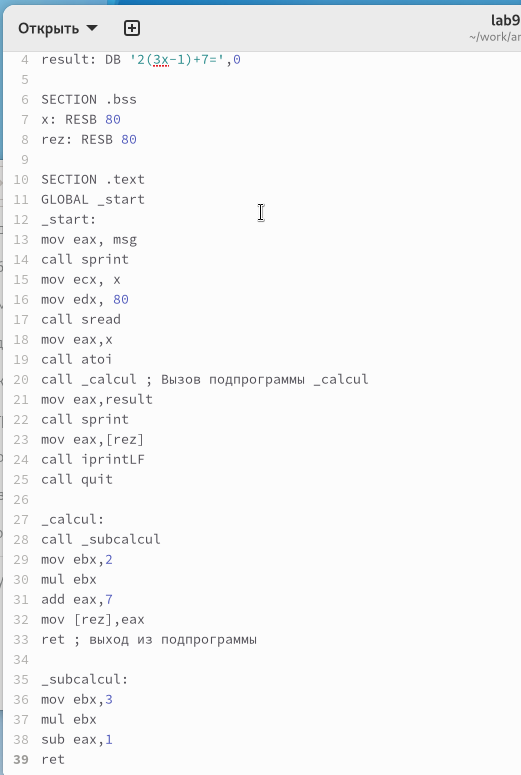 Открыть
lab9
~/work/ar
4 result: DB '2(3x-1)+7=',0
5
6 SECTION .bss
7 x: RESB 80
8 rez: RESB 80
9
10 SECTION .text
11 GLOBAL _start
12 _start:
13 mov eax, msg
14 call sprint
15 mov ecx, x
16 mov edx, 80
17 call sread
18 mov eax,x
19 call atoi
20 call _calcul ; Вызов подпрограммы _calcul
21 mov eax,result
22 call sprint
23 mov eax,[rez]
24 call iprintLF
25 call quit
26
27 _calcul:
28 call _subcalcul
29 mov ebx,2
30 mul ebx
31 add eax,7
32 mov [rez],eax
33 ret ; выход из подпрограммы
34
35 _subcalcul:
36 mov ebx,3
37 mul ebx
38 sub eax,1
39 ret